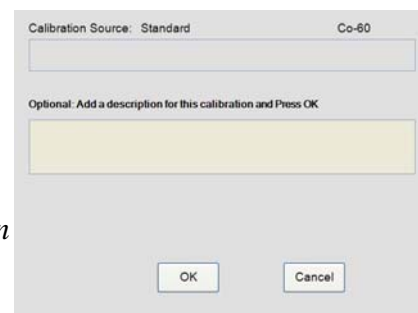 Calibration Source: Standard Co-60
Optional: Add a description for this calibration and Press OK
n
OK Cancel